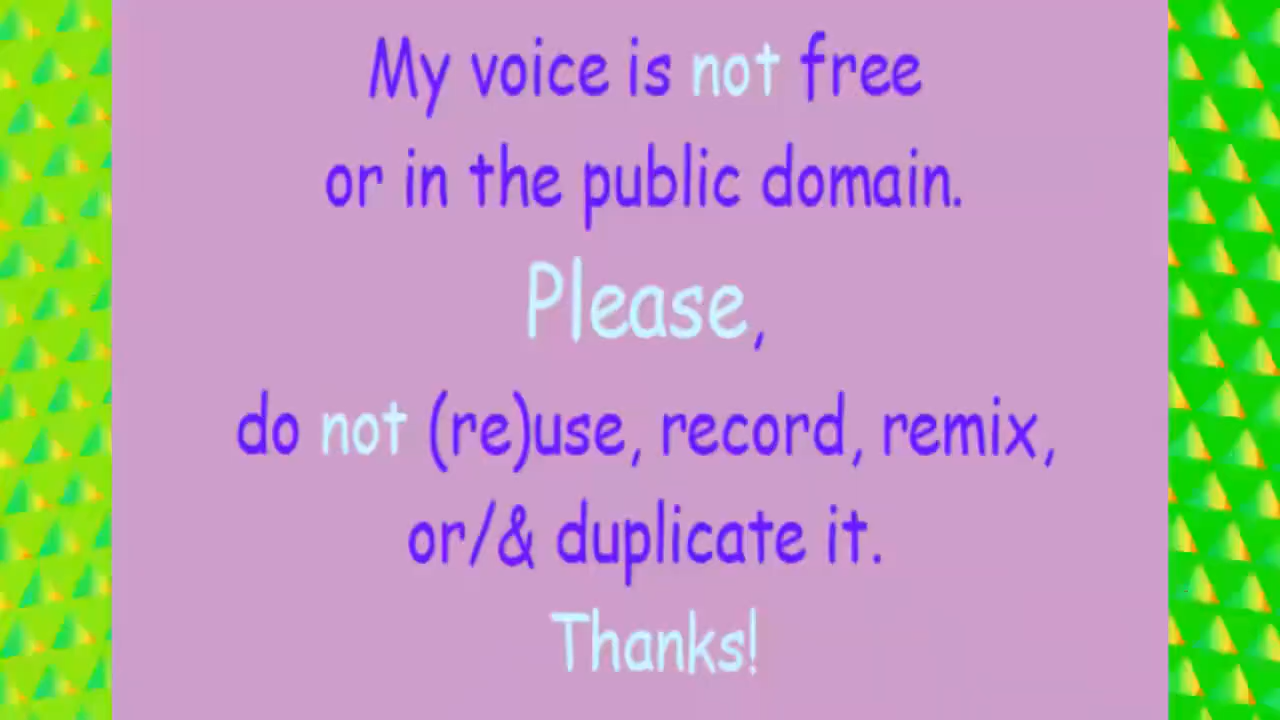 My voice is not free
or in the public domain.
Please,
do not (re)use, record, remix,
or/& duplicate it.
Thanks!